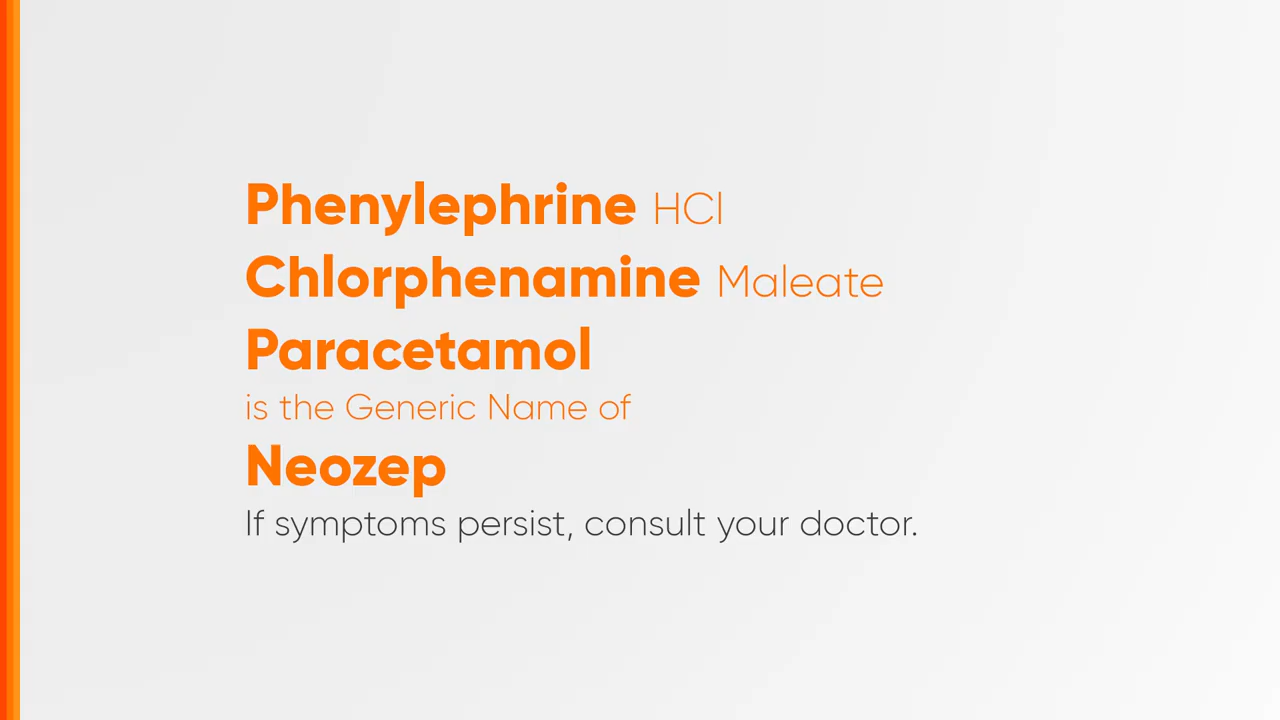 Phenylephrine HCl
Chlorphenamine Maleate
Paracetamol
is the Generic Name of
Neozep
If symptoms persist, consult your doctor.